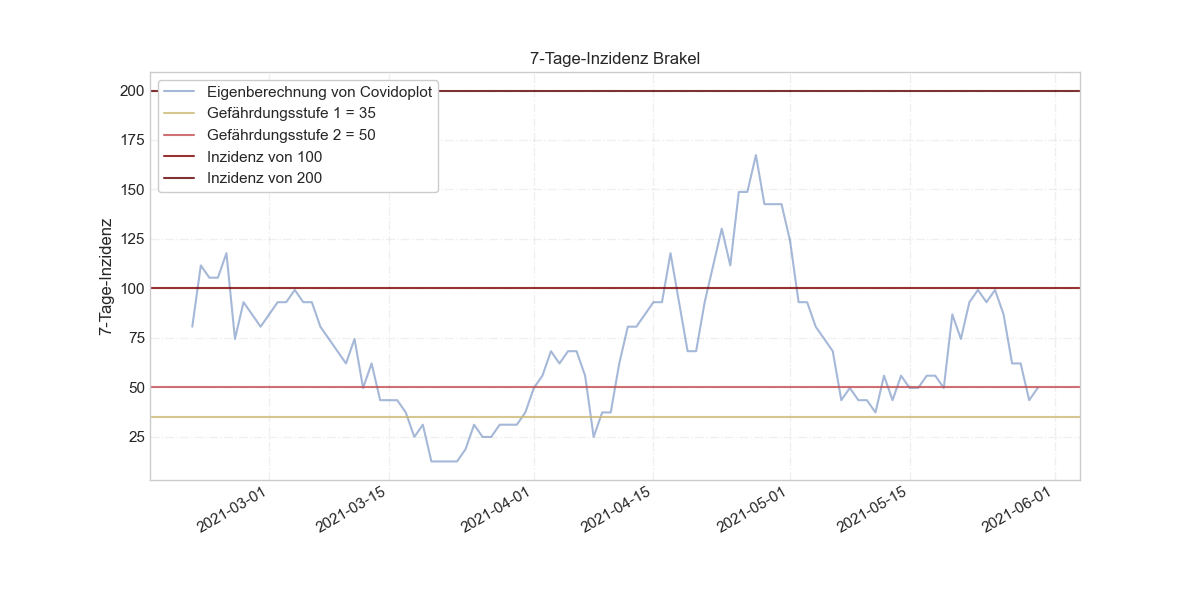 7-Tage-Inzidenz Brakel
Eigenberechnung von Covidoplot
Gefährdungsstufe 1 = 35
Gefährdungsstufe 2 = 50
Inzidenz von 100
Inzidenz von 200
7-Tage-Inzidenz
200
175
150
125
100
75
50
25
2021-03-01
2021-03-15
2021-04-01
2021-04-15
2021-05-01
2021-05-15
2021-06-01